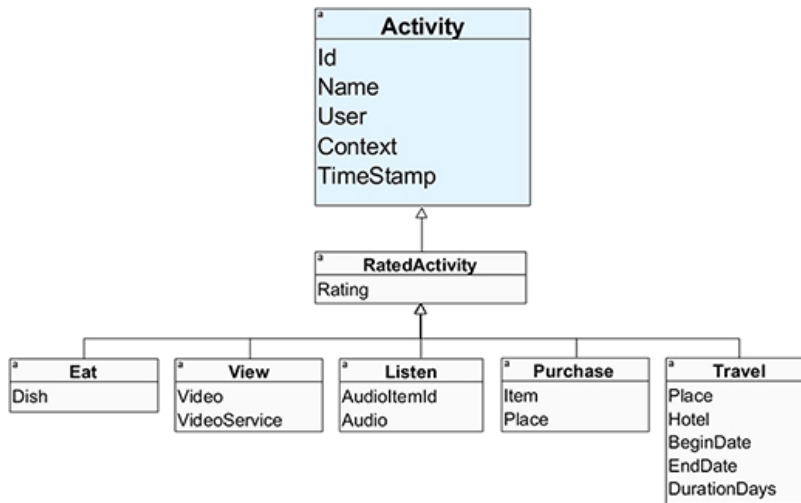 a
Activity
Id
Name
User
Context
TimeStamp
a
RatedActivity
Rating
a
Eat
Dish
a
View
Video
VideoService
a
Listen
AudioItemId
Audio
a
Purchase
Item
Place
a
Travel
Place
Hotel
BeginDate
EndDate
DurationDays